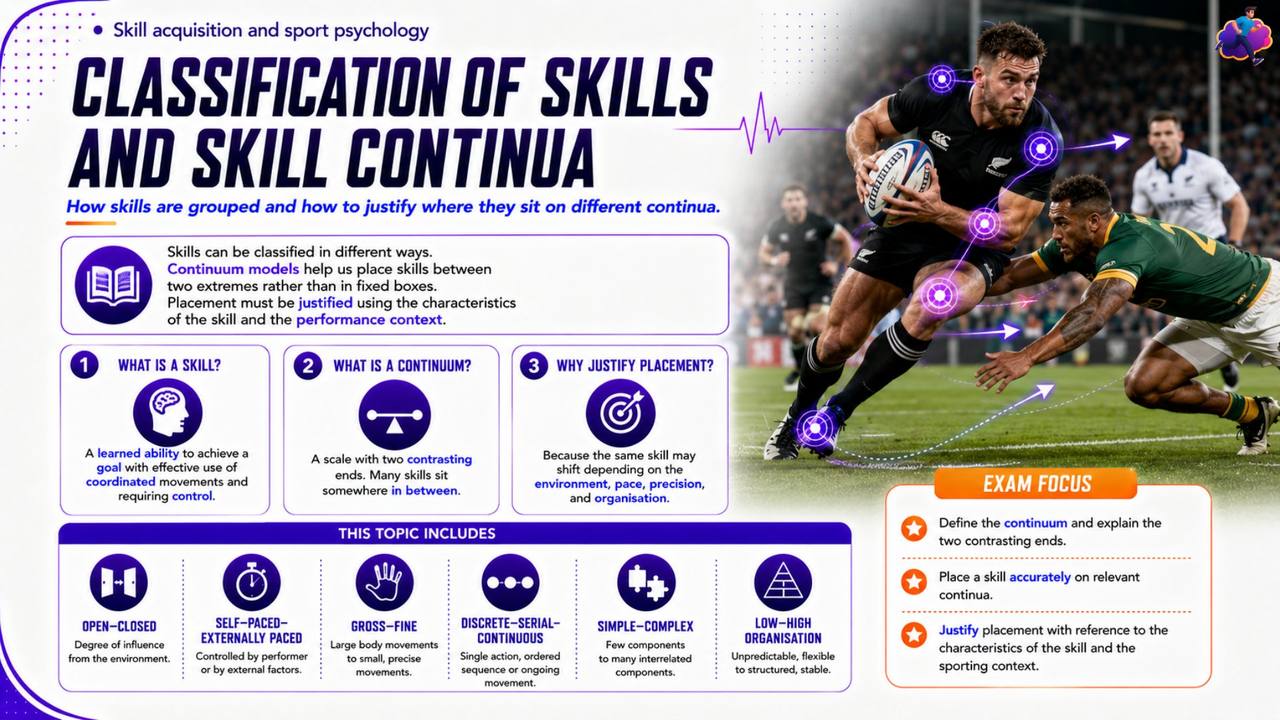 Skill acquisition and sport psychology
CLASSIFICATION OF SKILLS
AND SKILL CONTINUA
How skills are grouped and how to justify where they sit on different continua.
Skills can be classified in different ways.
Continuum models help us place skills between
two extremes rather than in fixed boxes.
Placement must be justified using the characteristics
of the skill and the performance context.
1 WHAT IS A SKILL?
A learned ability to achieve a
goal with effective use of
coordinated movements and
requiring control.
2 WHAT IS A CONTINUUM?
A scale with two contrasting
ends. Many skills sit
somewhere in between.
3 WHY JUSTIFY PLACEMENT?
Because the same skill may
shift depending on the
environment, pace, precision,
and organisation.
THIS TOPIC INCLUDES
OPEN–CLOSED
Degree of influence
from the environment.
SELF–PACED–
EXTERNALLY PACED
Controlled by performer
or by external factors.
GROSS–FINE
Large body movements
to small, precise
movements.
DISCRETE–SERIAL–
CONTINUOUS
Single action, ordered
sequence or ongoing
movement.
SIMPLE–COMPLEX
Few components
to many interrelated
components.
LOW–HIGH
ORGANISATION
Unpredictable, flexible
to structured, stable.
EXAM FOCUS
Define the continuum and explain the
two contrasting ends.
Place a skill accurately on relevant
continua.
Justify placement with reference to the
characteristics of the skill and the
sporting context.